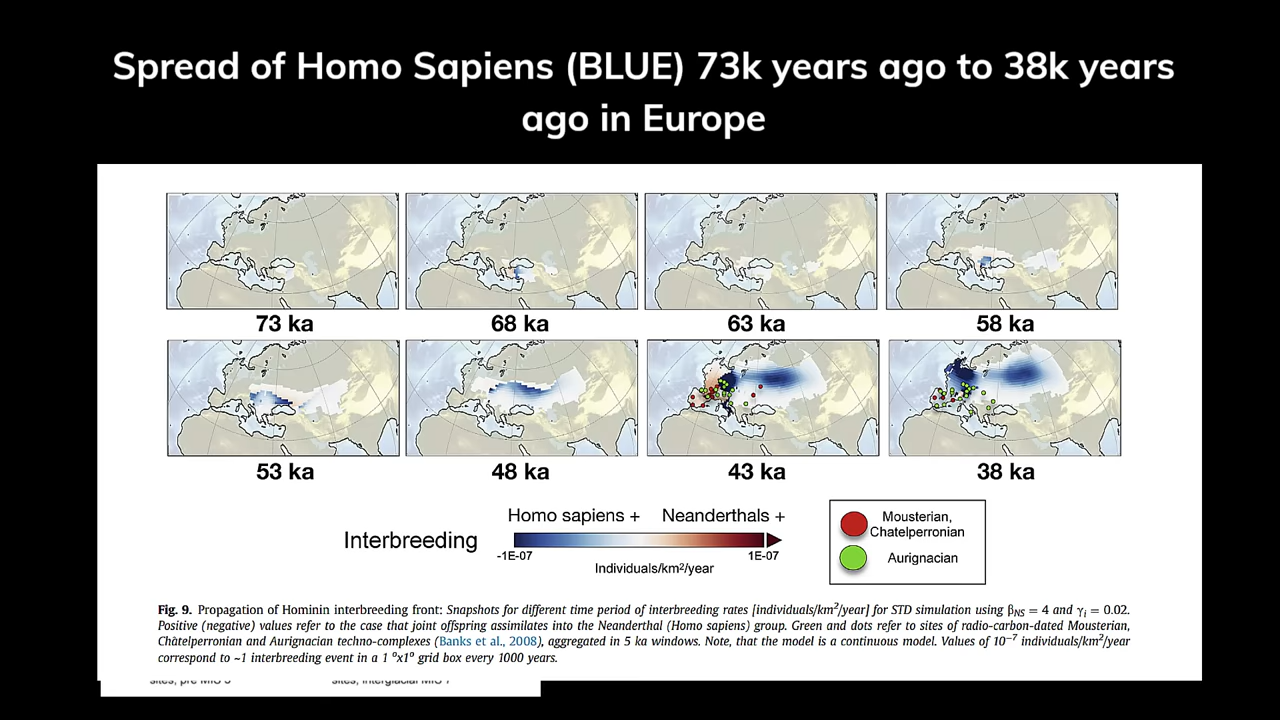 Spread of Homo Sapiens (BLUE) 73k years ago to 38k years
ago in Europe
73 ka
68 ka
63 ka
58 ka
53 ka
48 ka
43 ka
38 ka
Homo sapiens + Neanderthals +
Interbreeding
-1E-07 1E-07
Individuals/km²/year
Mousterian,
Chatelperronian
Aurignacian
Fig. 9. Propagation of Hominin interbreeding front: Snapshots for different time period of interbreeding rates [individuals/km²/year] for STD simulation using βNS = 4 and γi = 0.02.
Positive (negative) values refer to the case that joint offspring assimilates into the Neanderthal (Homo sapiens) group. Green and dots refer to sites of radio-carbon-dated Mousterian,
Châtelperronian and Aurignacian techno-complexes (Banks et al., 2008), aggregated in 5 ka windows. Note, that the model is a continuous model. Values of 10⁻⁷ individuals/km²/year
correspond to ~1 interbreeding event in a 1 °x1° grid box every 1000 years.